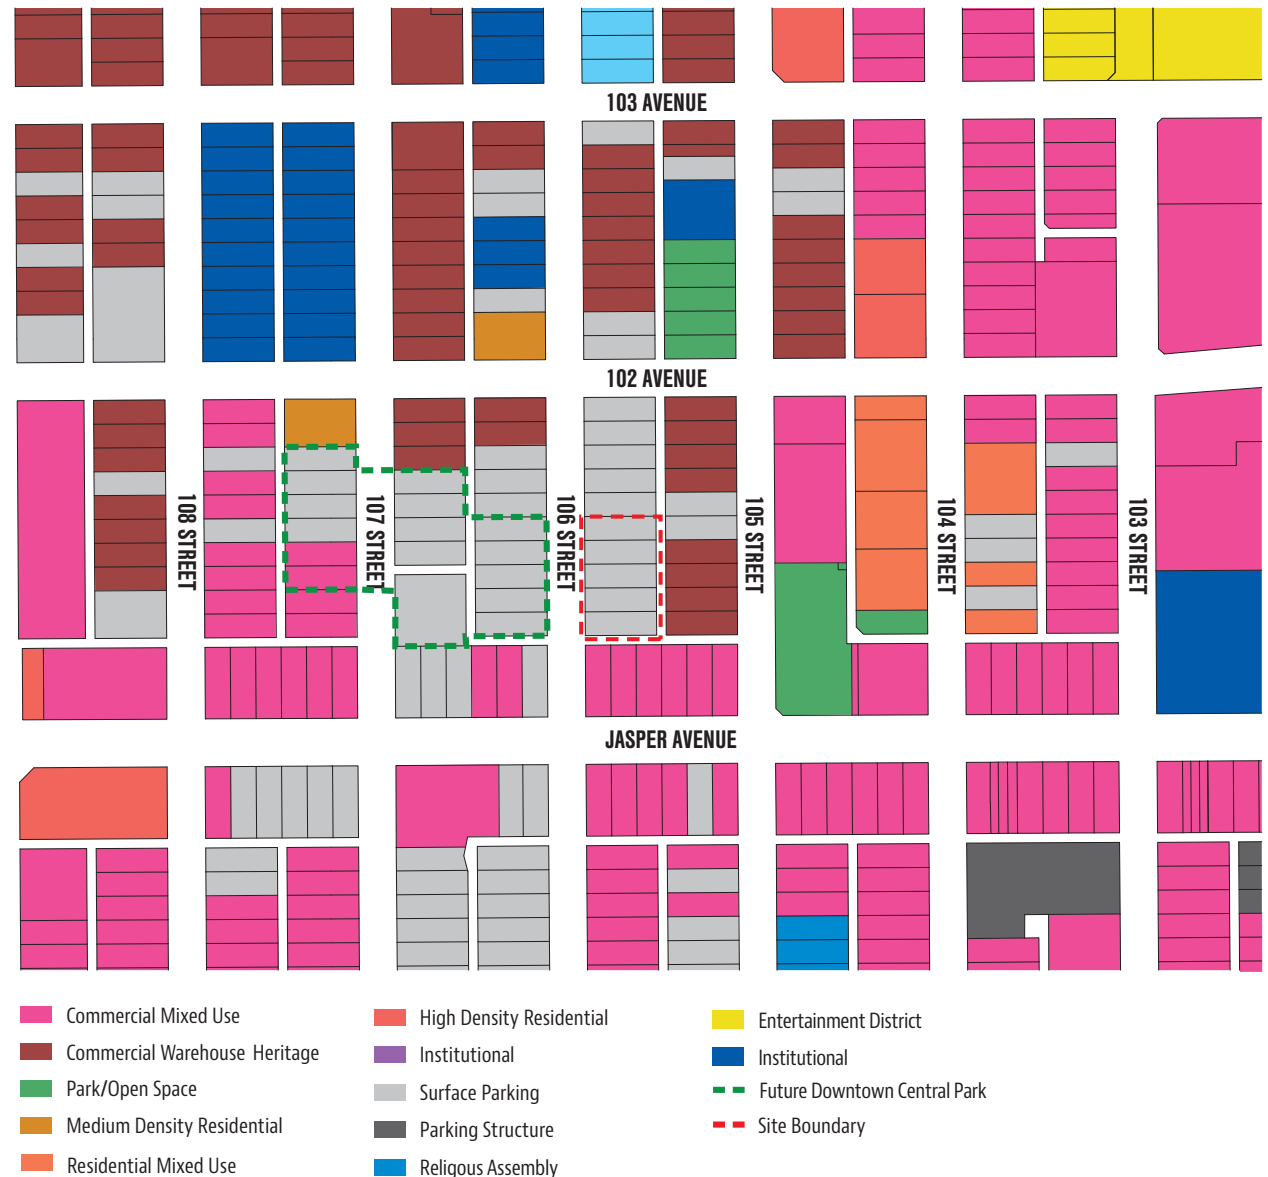 103 AVENUE
102 AVENUE
108 STREET
107 STREET
106 STREET
105 STREET
104 STREET
103 STREET
JASPER AVENUE
Commercial Mixed Use
Commercial Warehouse Heritage
Park/Open Space
Medium Density Residential
Residential Mixed Use
High Density Residential
Institutional
Surface Parking
Parking Structure
Religous Assembly
Entertainment District
Institutional
Future Downtown Central Park
Site Boundary